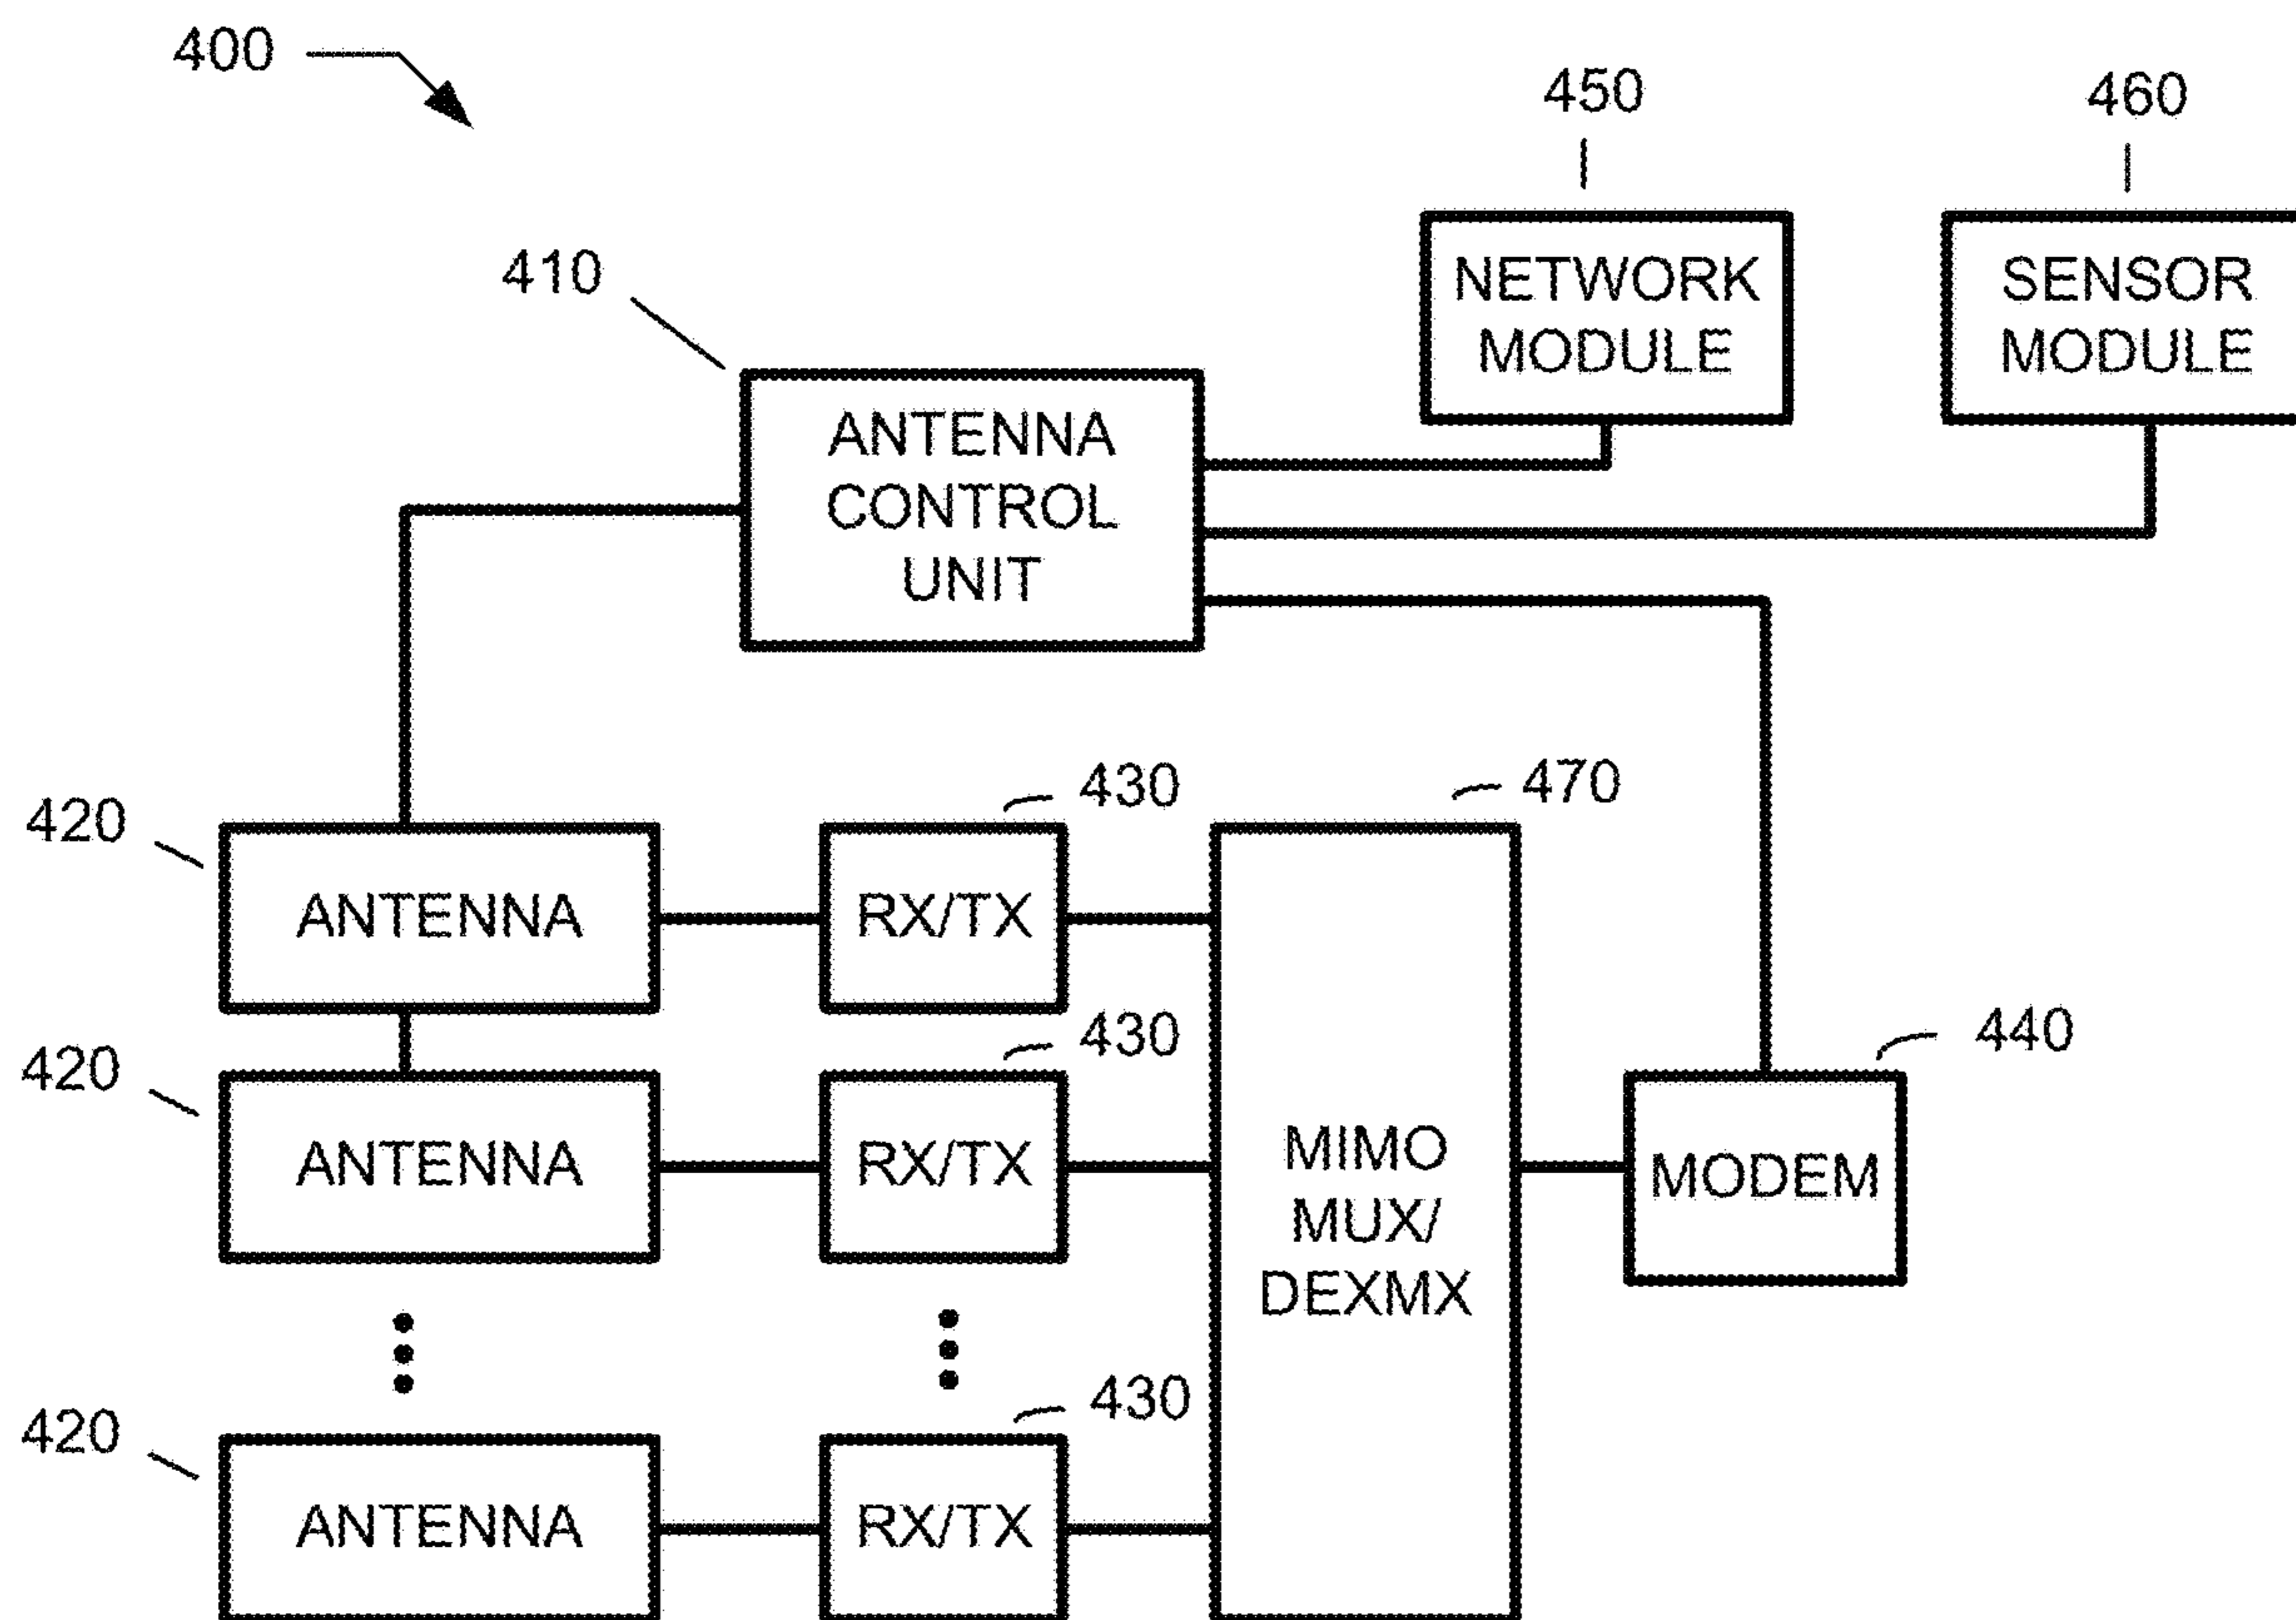 400
450
460
410
NETWORK
MODULE
SENSOR
MODULE
ANTENNA
CONTROL
UNIT
420
430
470
ANTENNA
RX/TX
420
430
440
ANTENNA
RX/TX
MIMO
MUX/
DEXMX
MODEM
420
430
ANTENNA
RX/TX